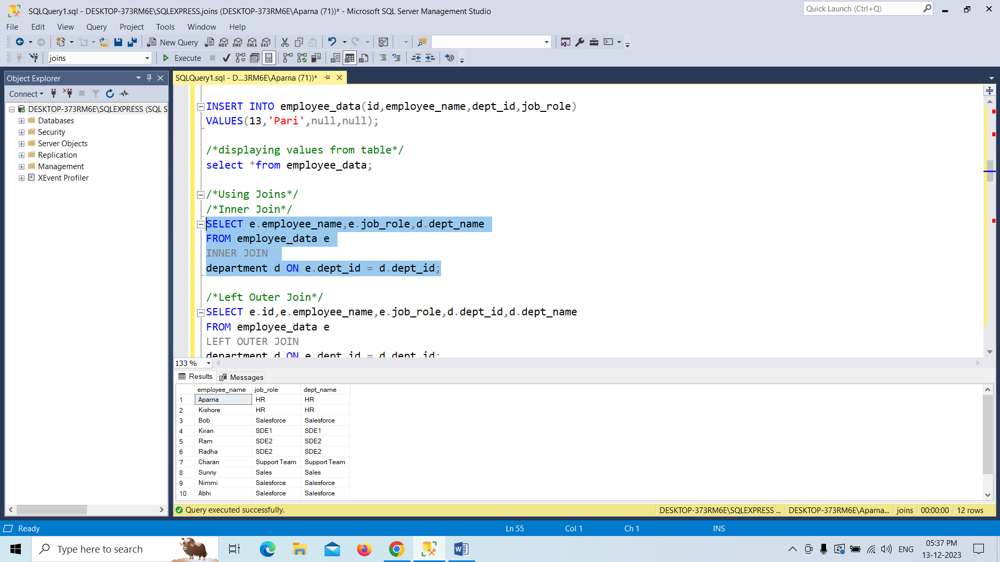 SQLQuery1.sql - DESKTOP-373RM6E\SQLEXPRESS.joins (DESKTOP-373RM6E\Aparna (71))* - Microsoft SQL Server Management Studio
Quick Launch (Ctrl+Q)
File Edit View Query Project Tools Window Help
New Query MDX DMX XMLA DAX
joins Execute
Object Explorer
SQLQuery1.sql - D...3RM6E\Aparna (71))*
Connect
DESKTOP-373RM6E\SQLEXPRESS (SQL S
Databases
Security
Server Objects
Replication
Management
XEvent Profiler
INSERT INTO employee_data(id,employee_name,dept_id,job_role)
VALUES(13,'Pari',null,null);
/*displaying values from table*/
select *from employee_data;
/*Using Joins*/
/*Inner Join*/
SELECT e.employee_name,e.job_role,d.dept_name
FROM employee_data e
INNER JOIN
department d ON e.dept_id = d.dept_id;
/*Left Outer Join*/
SELECT e.id,e.employee_name,e.job_role,d.dept_id,d.dept_name
FROM employee_data e
LEFT OUTER JOIN
department d ON e.dept_id = d.dept_id;
133 %
Results Messages
employee_name job_role dept_name
1 Aparna HR HR
2 Kishore HR HR
3 Bob Salesforce Salesforce
4 Kiran SDE1 SDE1
5 Ram SDE2 SDE2
6 Radha SDE2 SDE2
7 Charan Support Team Support Team
8 Sunny Sales Sales
9 Nimmi Salesforce Salesforce
10 Abhi Salesforce Salesforce
Query executed successfully. DESKTOP-373RM6E\SQLEXPRESS ... DESKTOP-373RM6E\Aparna... joins 00:00:00 12 rows
Ready Ln 55 Col 1 Ch 1 INS
Type here to search
ENG
05:37 PM
13-12-2023